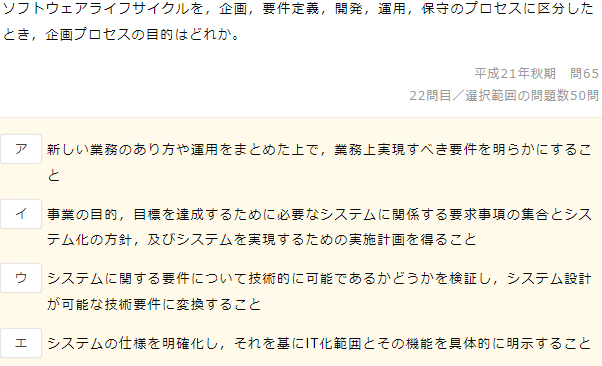 ソフトウェアライフサイクルを，企画，要件定義，開発，運用，保守のプロセスに区分した
とき，企画プロセスの目的はどれか。
平成21年秋期　問65
22問目／選択範囲の問題数50問
ア 新しい業務のあり方や運用をまとめた上で，業務上実現すべき要件を明らかにするこ
と
イ 事業の目的，目標を達成するために必要なシステムに関係する要求事項の集合とシス
テム化の方針，及びシステムを実現するための実施計画を得ること
ウ システムに関する要件について技術的に可能であるかどうかを検証し，システム設計
が可能な技術要件に変換すること
エ システムの仕様を明確化し，それを基にIT化範囲とその機能を具体的に明示すること